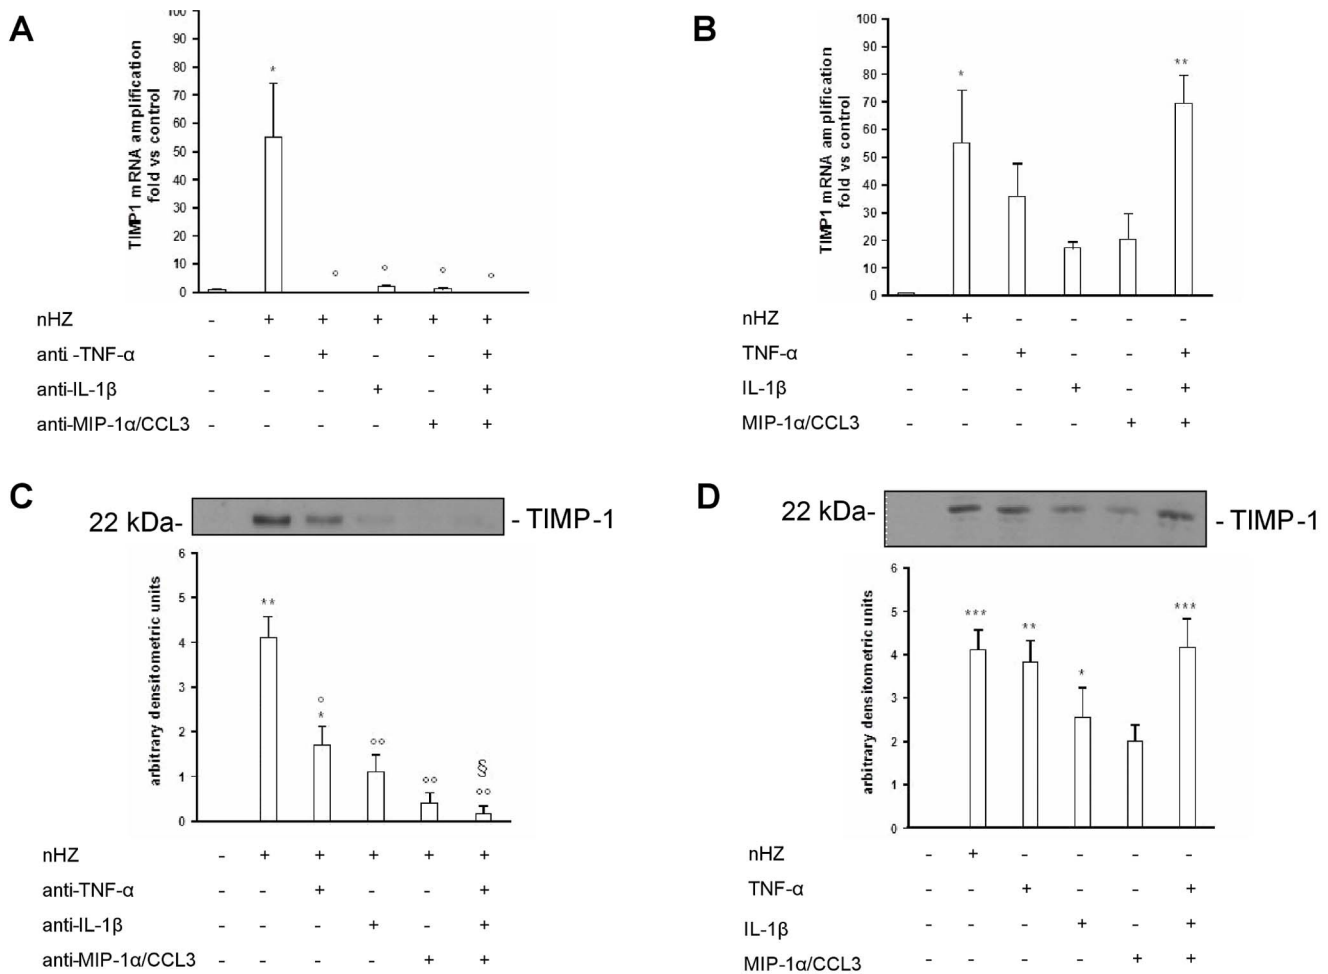 A
TIMP1 mRNA amplification
fold vs control
100
90
80
70
60
50
40
30
20
10
0
*
°
°
°
°
nHZ - + + + + +
anti.-TNF-α - - + - - +
anti-IL-1β - - - + - +
anti-MIP-1α/CCL3 - - - - + +
B
TIMP1 mRNA amplification
fold vs control
100
90
80
70
60
50
40
30
20
10
0
*
**
nHZ - + - - - -
TNF-α - - + - - +
IL-1β - - - + - +
MIP-1α/CCL3 - - - - + +
C
22 kDa- - TIMP-1
arbitrary densitometric units
6
5
4
3
2
1
0
**
°
*
°°
°°
§
°°
nHZ - + + + + +
anti-TNF-α - - + - - +
anti-IL-1β - - - + - +
anti-MIP-1α/CCL3 - - - - + +
D
22 kDa- - TIMP-1
arbitrary densitometric units
6
5
4
3
2
1
0
***
**
*
***
nHZ - + - - - -
TNF-α - - + - - +
IL-1β - - - + - +
MIP-1α/CCL3 - - - - + +